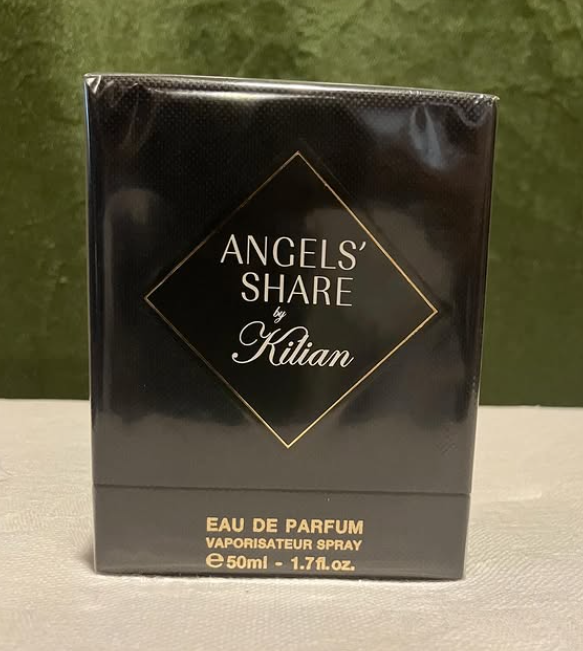 ANGELS'
SHARE
by
Kilian
EAU DE PARFUM
VAPORISATEUR SPRAY
℮50ml - 1.7fl.oz.